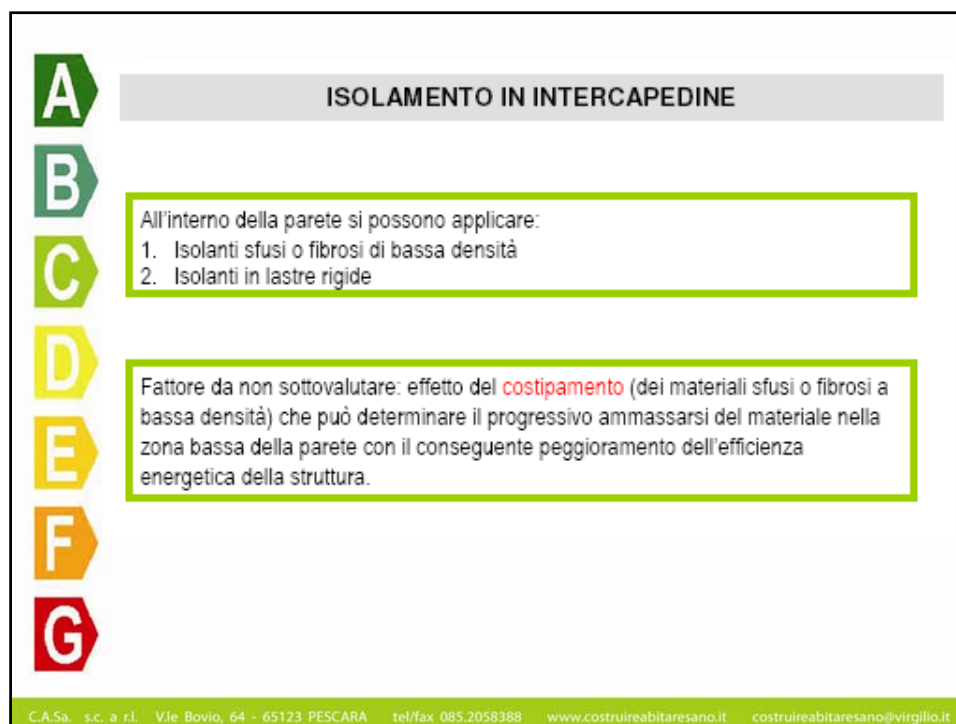 A
B
C
D
E
F
G
ISOLAMENTO IN INTERCAPEDINE
All'interno della parete si possono applicare:
1. Isolanti sfusi o fibrosi di bassa densità
2. Isolanti in lastre rigide
Fattore da non sottovalutare: effetto del costipamento (dei materiali sfusi o fibrosi a
bassa densità) che può determinare il progressivo ammassarsi del materiale nella
zona bassa della parete con il conseguente peggioramento dell'efficienza
energetica della struttura.
C.A.Sa. s.c. a r.l. V.le Bovio, 64 - 65123 PESCARA tel/fax 085.2058388 www.costruireabitaresano.it costruireabitaresano@virgilio.it